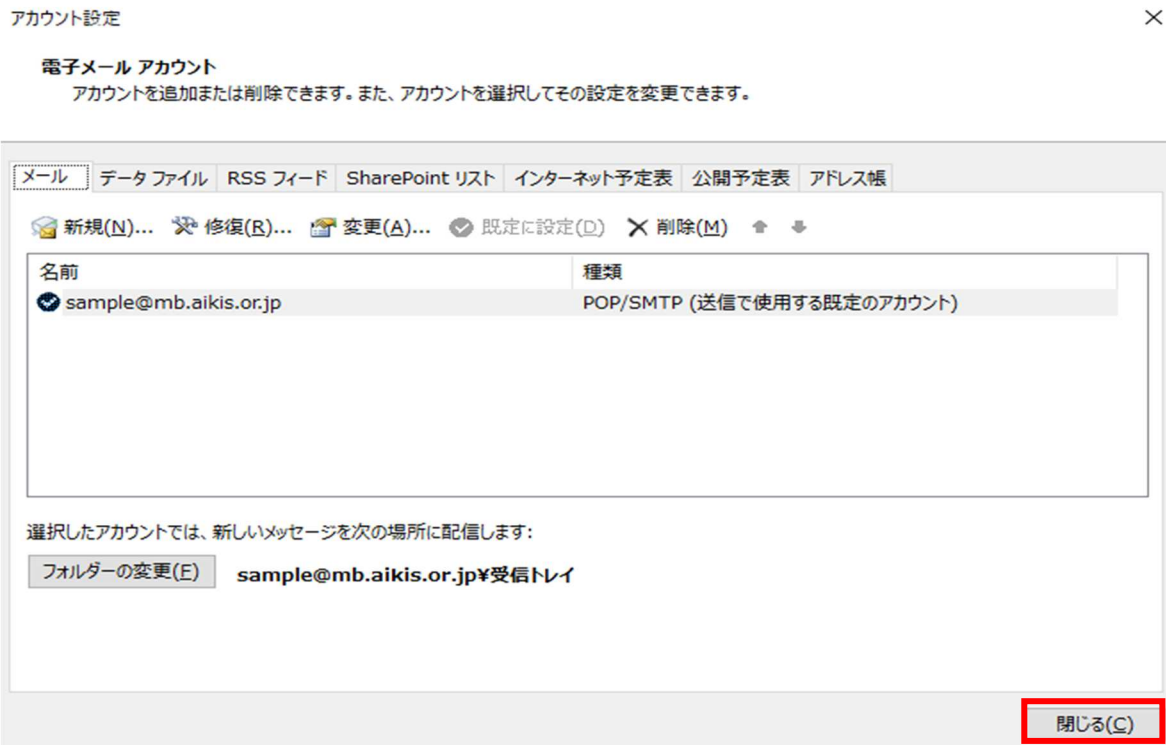 アカウント設定
電子メール アカウント
アカウントを追加または削除できます。また、アカウントを選択してその設定を変更できます。
メール データ ファイル RSS フィード SharePoint リスト インターネット予定表 公開予定表 アドレス帳
新規(N)... 修復(R)... 変更(A)... 既定に設定(D) 削除(M)
名前 種類
sample@mb.aikis.or.jp POP/SMTP (送信で使用する既定のアカウント)
選択したアカウントでは、新しいメッセージを次の場所に配信します:
フォルダーの変更(F) sample@mb.aikis.or.jp¥受信トレイ
閉じる(C)